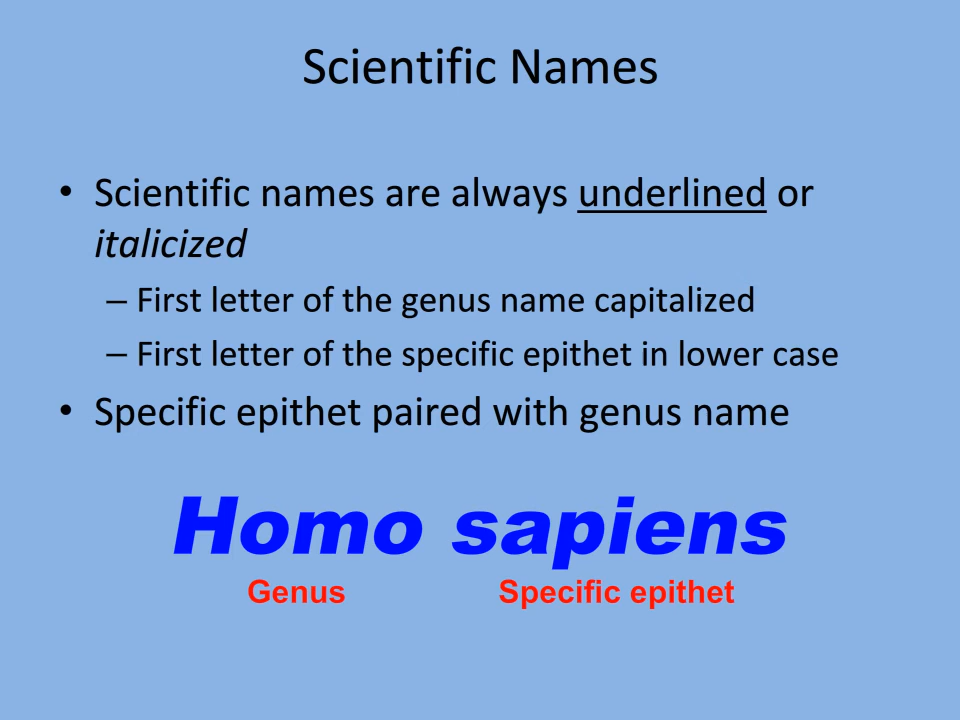 Scientific Names
• Scientific names are always underlined or
italicized
– First letter of the genus name capitalized
– First letter of the specific epithet in lower case
• Specific epithet paired with genus name
Homo sapiens
Genus Specific epithet